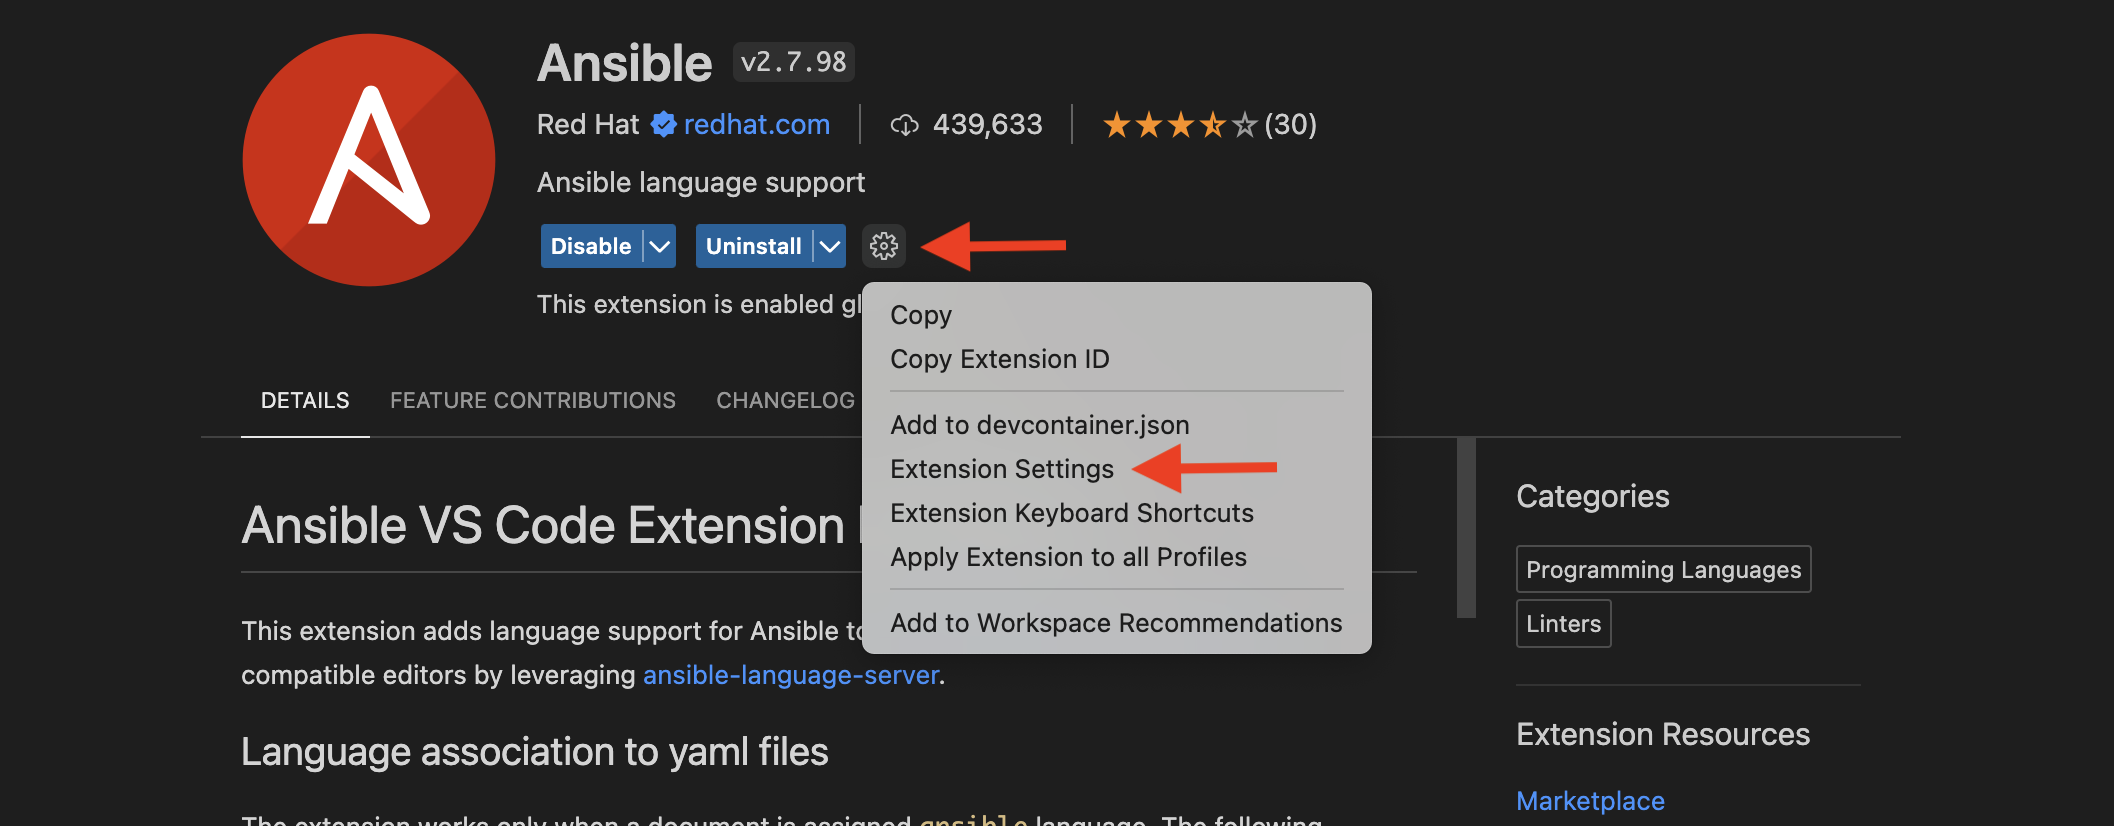 Ansible v2.7.98
Red Hat redhat.com 439,633 (30)
Ansible language support
Disable Uninstall
This extension is enabled gl
Copy
Copy Extension ID
Add to devcontainer.json
Extension Settings
Extension Keyboard Shortcuts
Apply Extension to all Profiles
Add to Workspace Recommendations
DETAILS FEATURE CONTRIBUTIONS CHANGELOG
Ansible VS Code Extension
This extension adds language support for Ansible to
compatible editors by leveraging ansible-language-server.
Language association to yaml files
The extension works only when a document is assigned ansible language. The following
Categories
Programming Languages
Linters
Extension Resources
Marketplace